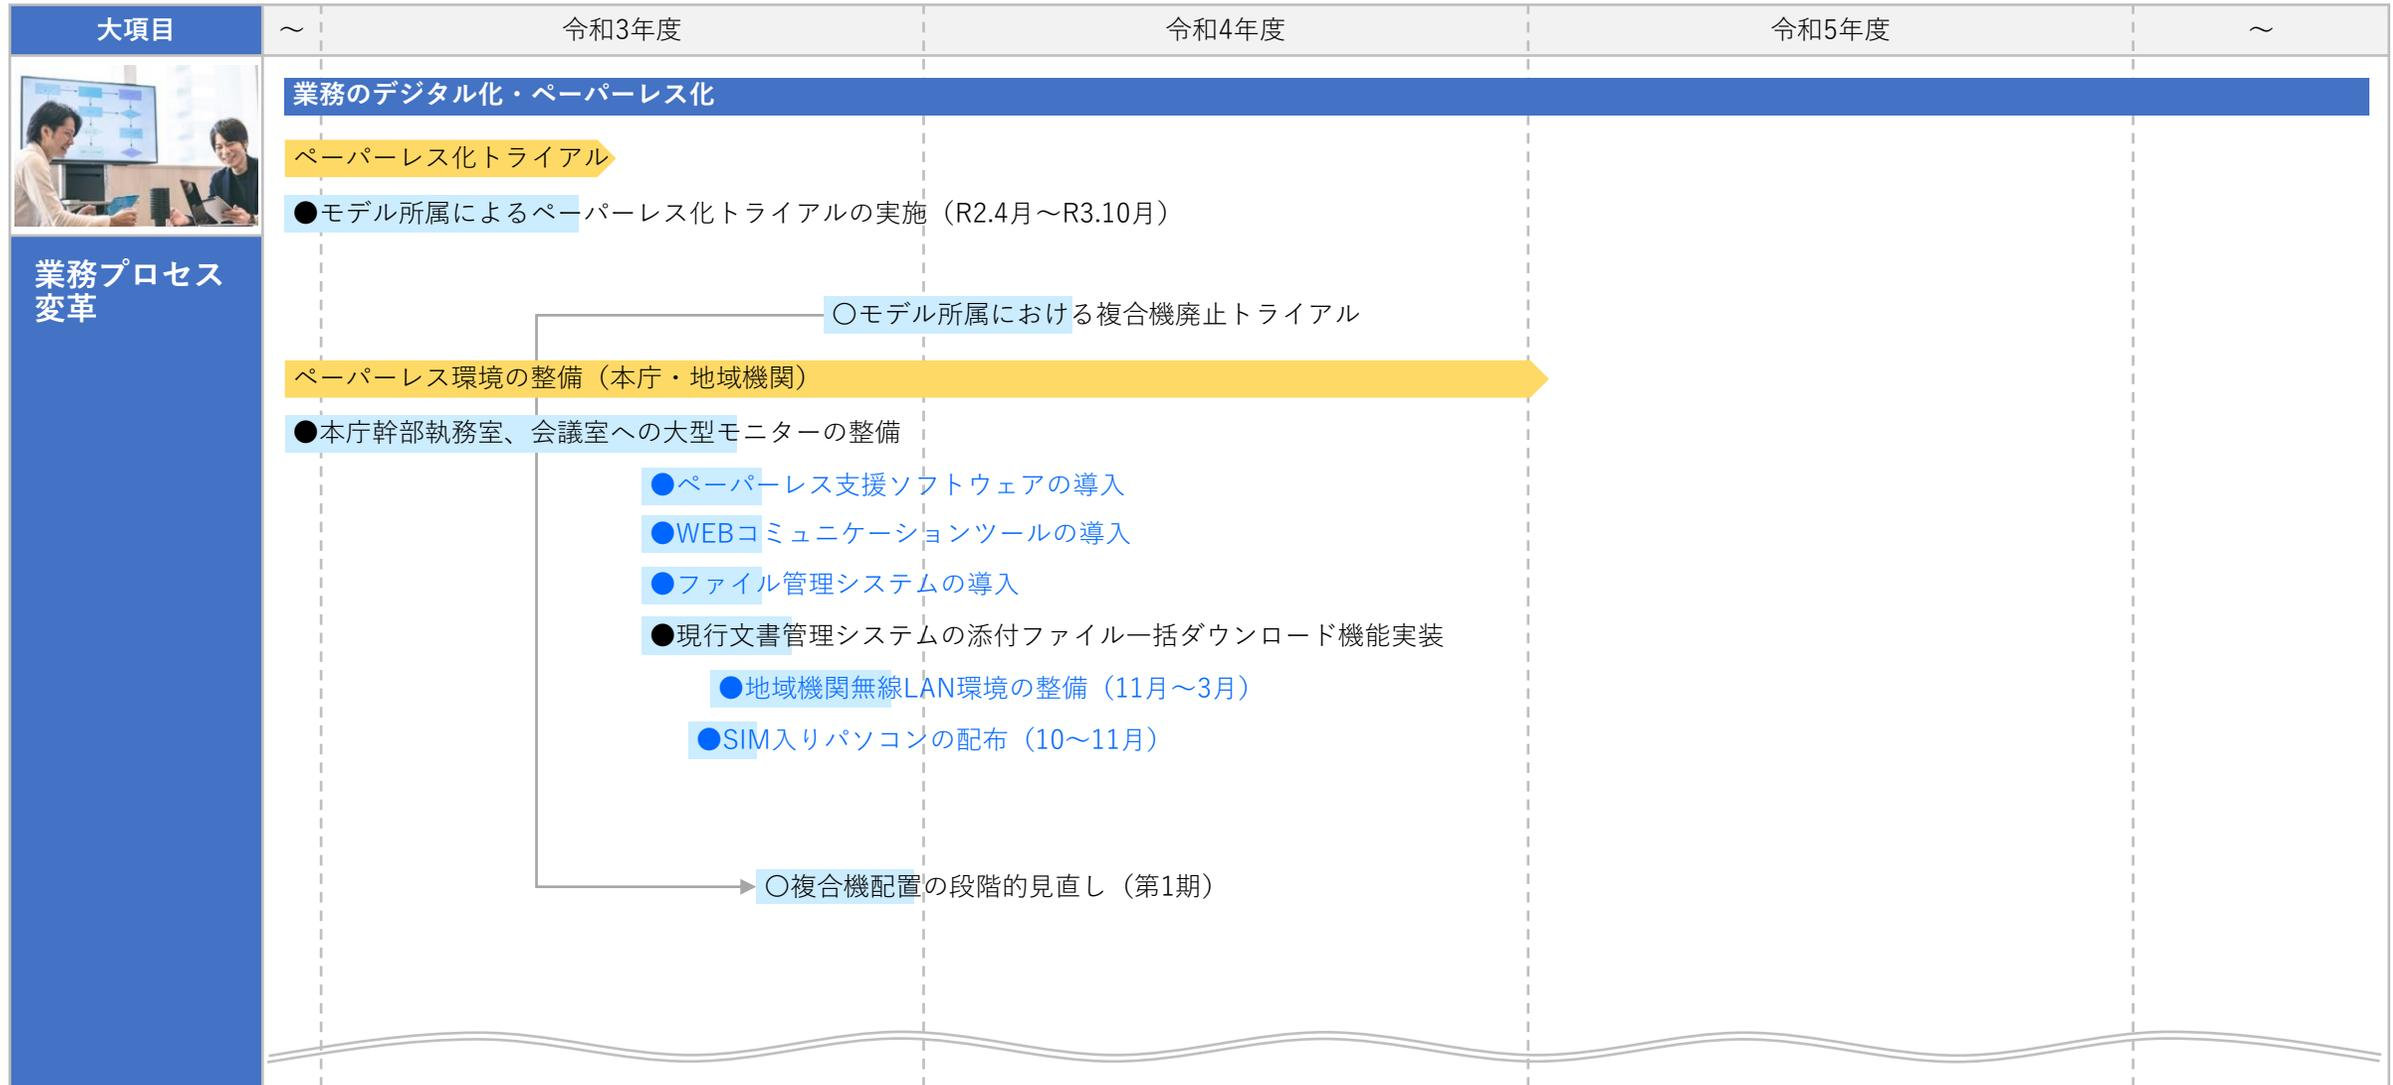 大項目
～
令和3年度
令和4年度
令和5年度
～
業務のデジタル化・ペーパーレス化
ペーパーレス化トライアル
●モデル所属によるペーパーレス化トライアルの実施（R2.4月～R3.10月）
業務プロセス
変革
〇モデル所属における複合機廃止トライアル
ペーパーレス環境の整備（本庁・地域機関）
●本庁幹部執務室、会議室への大型モニターの整備
●ペーパーレス支援ソフトウェアの導入
●WEBコミュニケーションツールの導入
●ファイル管理システムの導入
●現行文書管理システムの添付ファイル一括ダウンロード機能実装
●地域機関無線LAN環境の整備（11月～3月）
●SIM入りパソコンの配布（10～11月）
〇複合機配置の段階的見直し（第1期）